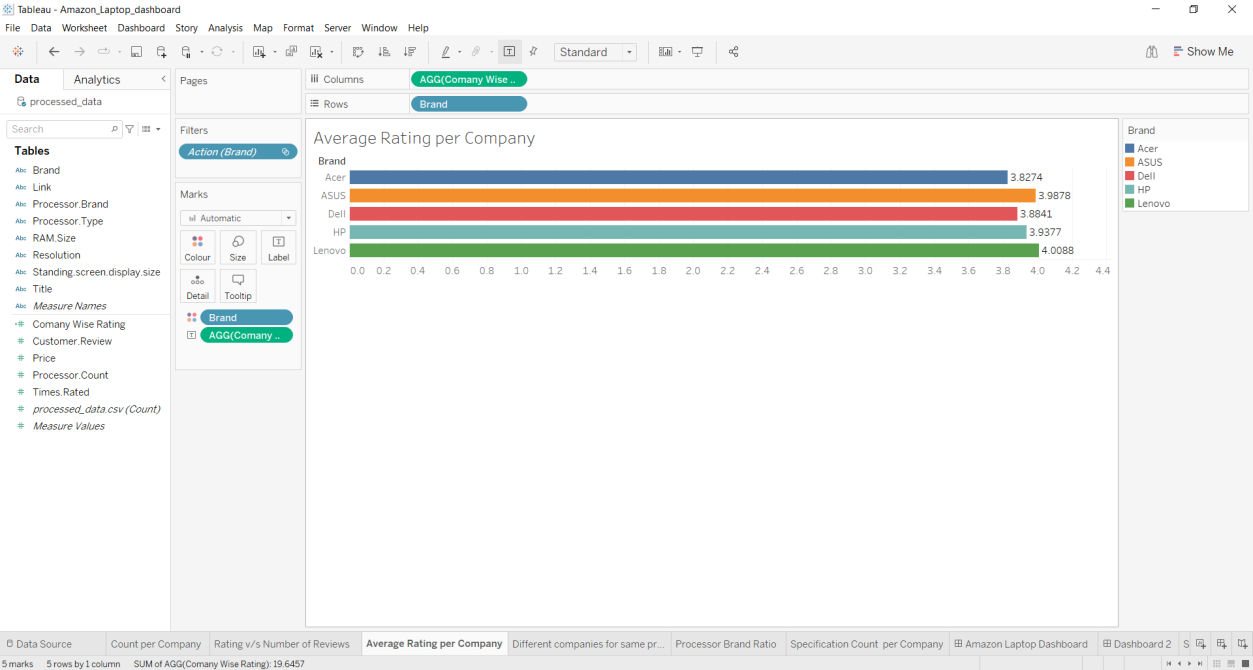 Tableau - Amazon_Laptop_dashboard
File Data Worksheet Dashboard Story Analysis Map Format Server Window Help
Standard
Show Me
Data Analytics
processed_data
Search
Tables
Abc Brand
Abc Link
Abc Processor.Brand
Abc Processor.Type
Abc RAM.Size
Abc Resolution
Abc Standing.screen.display.size
Abc Title
Abc Measure Names
Comany Wise Rating
Customer.Review
Price
Processor.Count
Times.Rated
processed_data.csv (Count)
Measure Values
Pages
Filters
Action (Brand)
Marks
Automatic
Colour Size Label
Detail Tooltip
Brand
AGG(Comany ..
Columns AGG(Comany Wise ..
Rows Brand
Average Rating per Company
Brand
Acer 3.8274
ASUS 3.9878
Dell 3.8841
HP 3.9377
Lenovo 4.0088
0.0 0.2 0.4 0.6 0.8 1.0 1.2 1.4 1.6 1.8 2.0 2.2 2.4 2.6 2.8 3.0 3.2 3.4 3.6 3.8 4.0 4.2 4.4
Brand
Acer
ASUS
Dell
HP
Lenovo
Data Source Count per Company Rating v/s Number of Reviews Average Rating per Company Different companies for same pr... Processor Brand Ratio Specification Count per Company Amazon Laptop Dashboard Dashboard 2 S
5 marks 5 rows by 1 column SUM of AGG(Comany Wise Rating): 19.6457